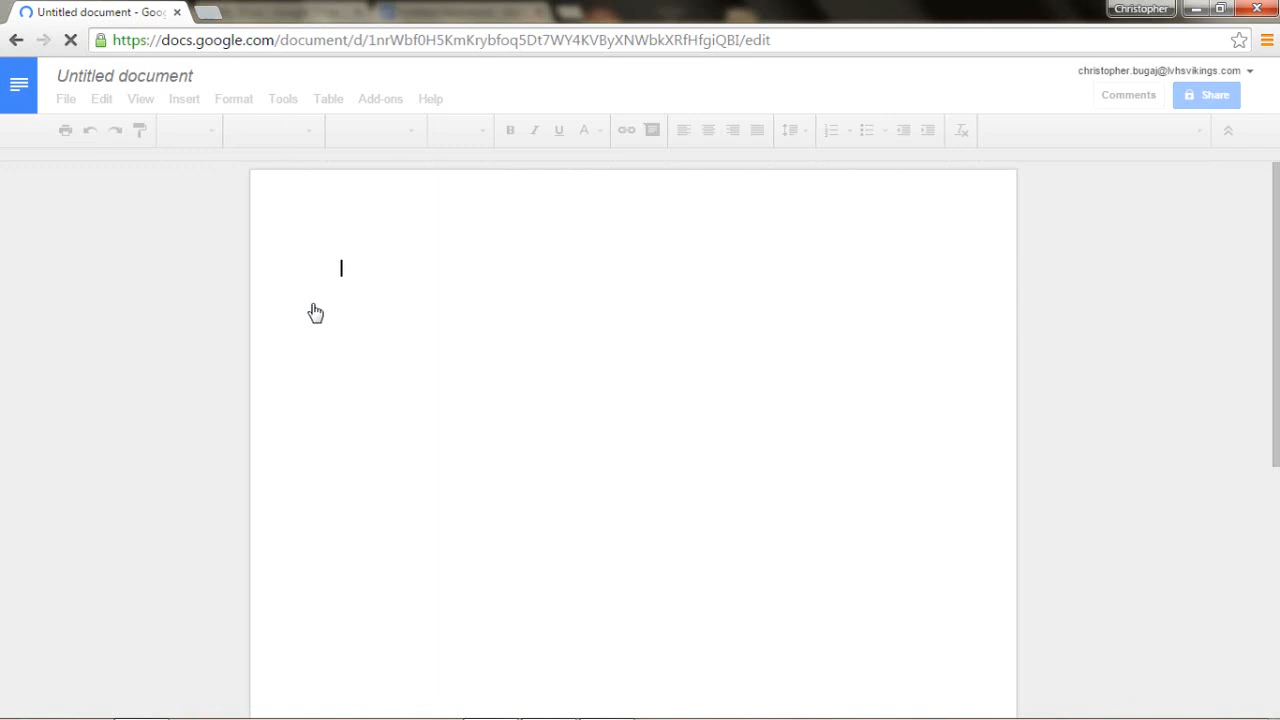 Untitled document - Goog
Christopher
https://docs.google.com/document/d/1nrWbf0H5KmKrybfoq5Dt7WY4KVByXNWbkXRfHfgiQBI/edit
Untitled document
christopher.bugaj@lvhsvikings.com
File Edit View Insert Format Tools Table Add-ons Help
Comments
Share
B I U A